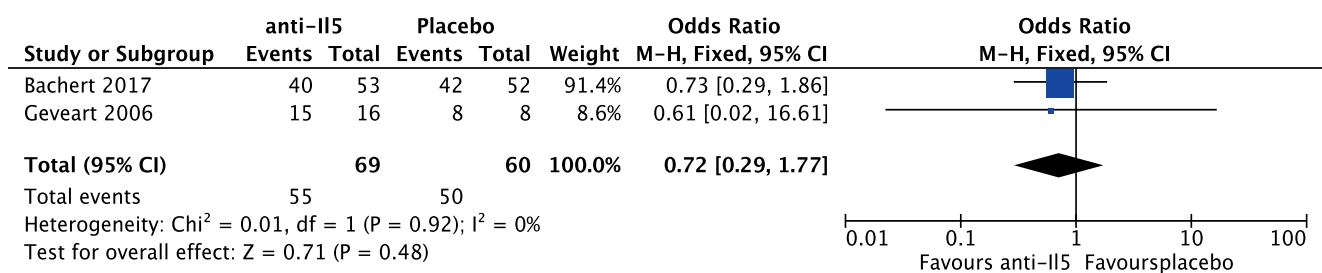 anti-Il5 Placebo Odds Ratio Odds Ratio
Study or Subgroup Events Total Events Total Weight M-H, Fixed, 95% CI M-H, Fixed, 95% CI
Bachert 2017 40 53 42 52 91.4% 0.73 [0.29, 1.86]
Geveart 2006 15 16 8 8 8.6% 0.61 [0.02, 16.61]
Total (95% CI) 69 60 100.0% 0.72 [0.29, 1.77]
Total events 55 50
Heterogeneity: Chi² = 0.01, df = 1 (P = 0.92); I² = 0%
Test for overall effect: Z = 0.71 (P = 0.48)
0.01 0.1 1 10 100
Favours anti-Il5 Favoursplacebo